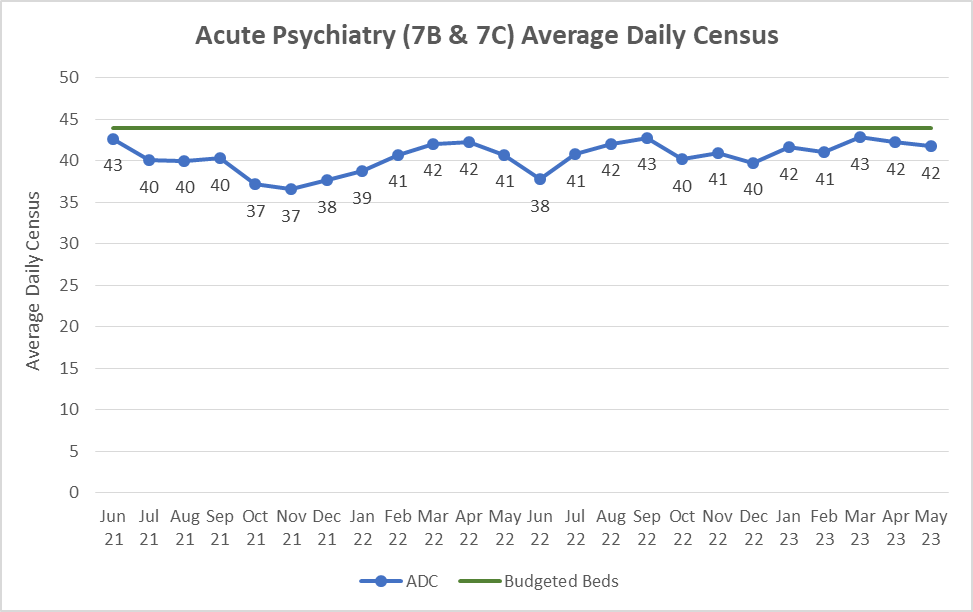 Acute Psychiatry (7B & 7C) Average Daily Census
Average Daily Census
50
45
40
35
30
25
20
15
10
5
0
43 40 40 40 37 37 38 39 41 42 42 41 38 41 42 43 40 41 40 42 41 43 42 42
Jun Jul Aug Sep Oct Nov Dec Jan Feb Mar Apr May Jun Jul Aug Sep Oct Nov Dec Jan Feb Mar Apr May
21 21 21 21 21 21 21 22 22 22 22 22 22 22 22 22 22 22 22 23 23 23 23 23
ADC Budgeted Beds